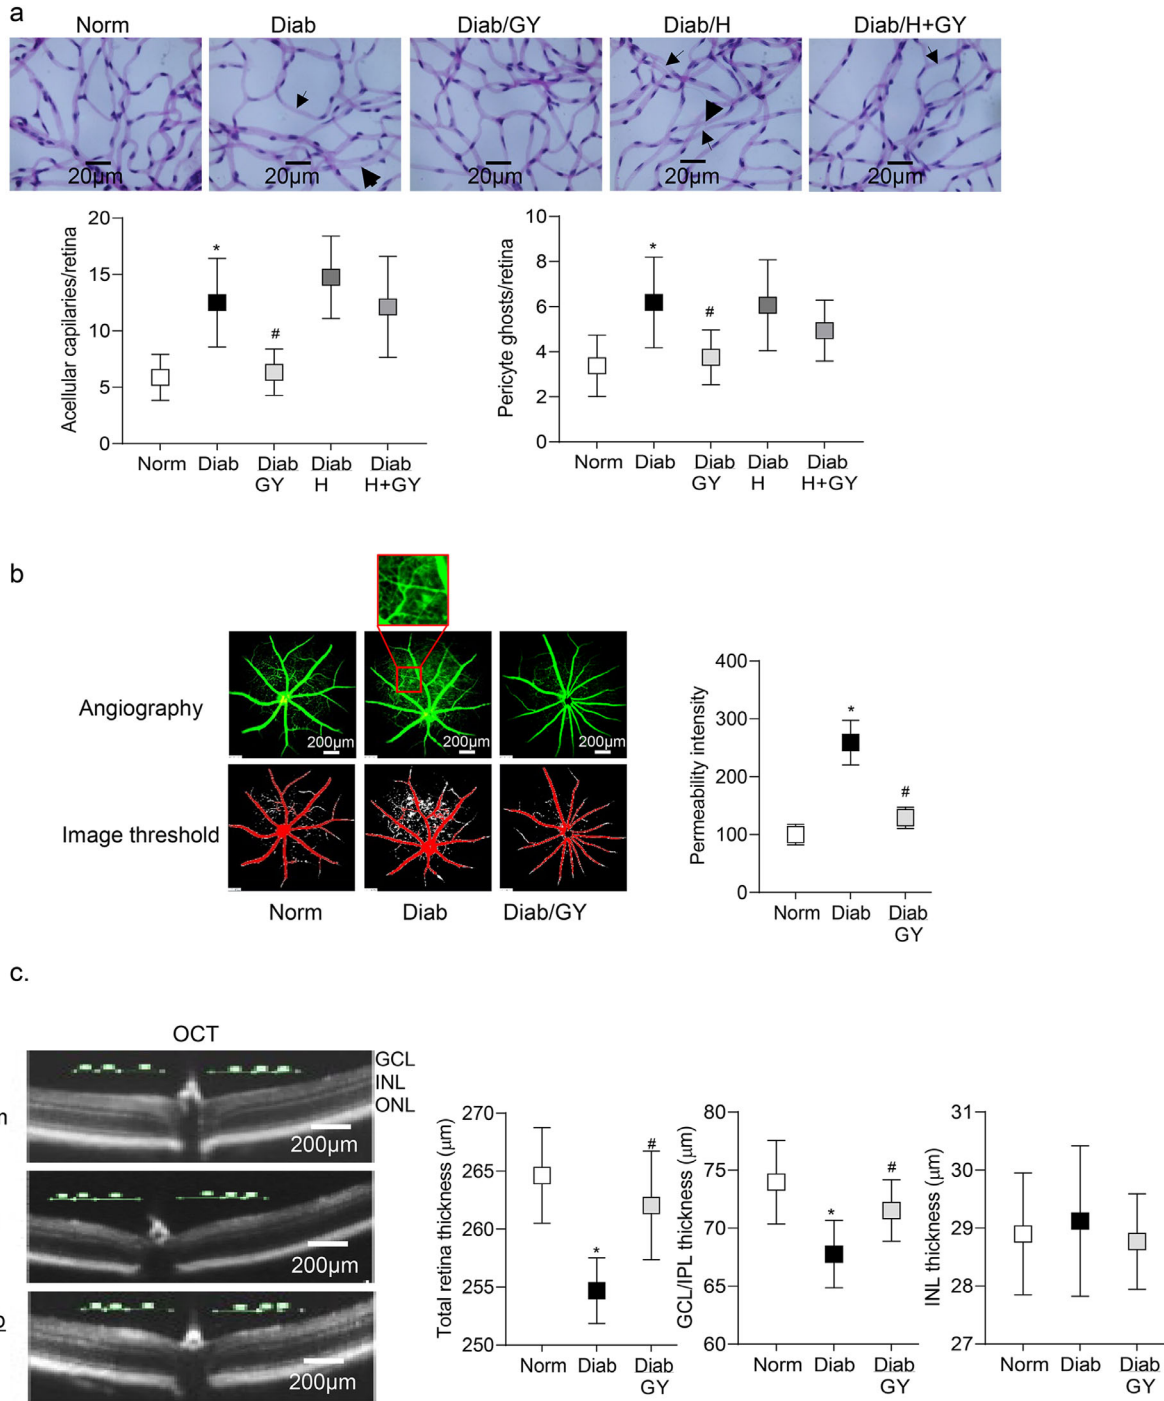 a
Norm
Diab
Diab/GY
Diab/H
Diab/H+GY
20µm
20µm
20µm
20µm
20µm
Acellular capilaries/retina
20
15
10
5
0
*
#
Norm
Diab
Diab
GY
Diab
H
Diab
H+GY
Pericyte ghosts/retina
10
8
6
4
2
0
*
#
Norm
Diab
Diab
GY
Diab
H
Diab
H+GY
b
Angiography
200µm
200µm
200µm
Image threshold
Norm
Diab
Diab/GY
Permeability intensity
400
300
200
100
0
*
#
Norm
Diab
Diab
GY
c.
OCT
GCL
INL
ONL
200µm
200µm
200µm
Total retina thickness (µm)
270
265
260
255
250
*
#
Norm
Diab
Diab
GY
GCL/IPL thickness (µm)
80
75
70
65
60
*
#
Norm
Diab
Diab
GY
INL thickness (µm)
31
30
29
28
27
Norm
Diab
Diab
GY